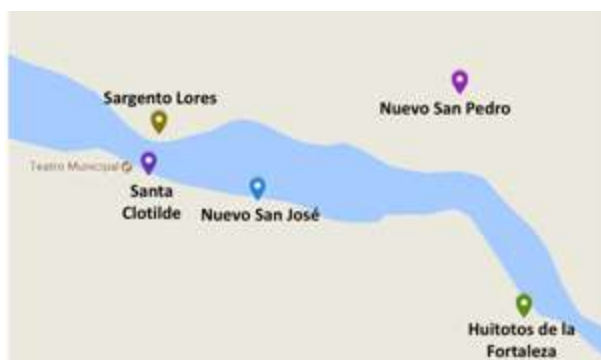 Sargento Lores
Nuevo San Pedro
Teatro Municipal
Santa
Clotilde
Nuevo San José
Huitotos de la
Fortaleza